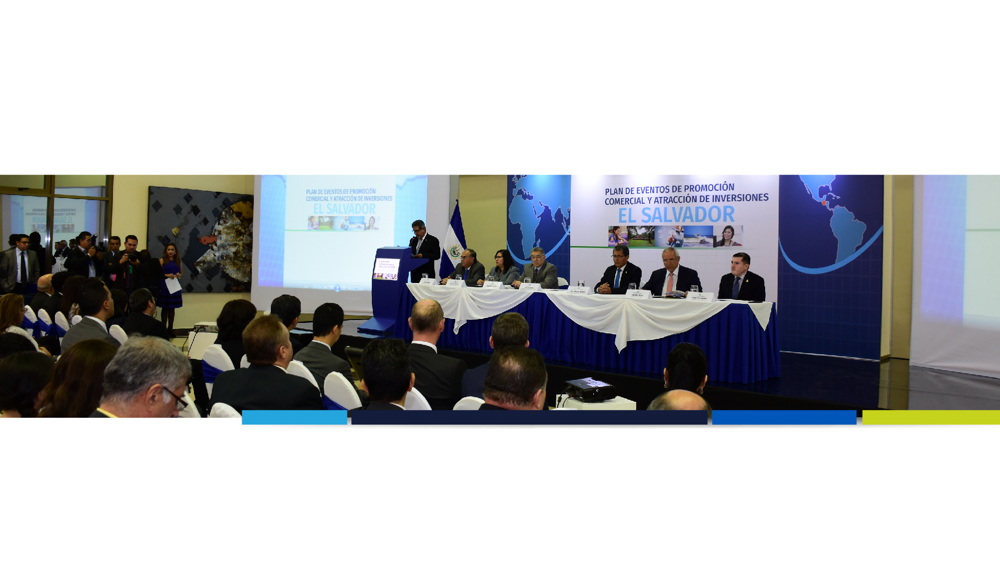 PLAN DE EVENTOS DE PROMOCIÓN
COMERCIAL Y ATRACCIÓN DE INVERSIONES
EL SALVADOR
PLAN DE EVENTOS DE PROMOCIÓN
COMERCIAL Y ATRACCIÓN DE INVERSIONES
EL SALVADOR